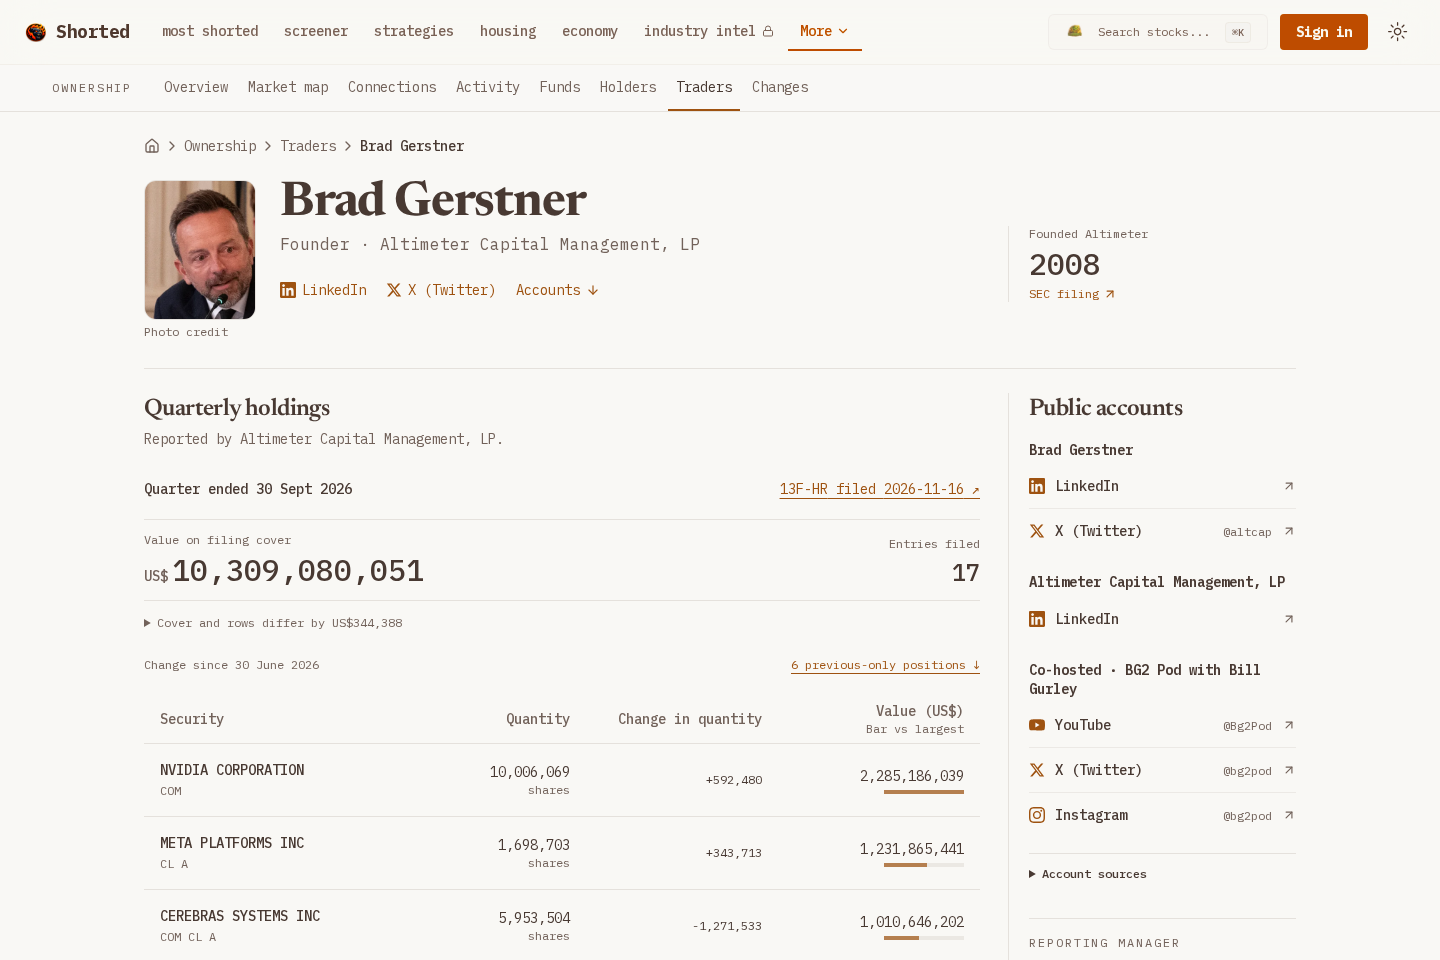 Shorted
most shorted
screener
strategies
housing
economy
industry intel
More
Search stocks...
⌘K
Sign in
OWNERSHIP
Overview
Market map
Connections
Activity
Funds
Holders
Traders
Changes
Ownership
Traders
Brad Gerstner
Brad Gerstner
Founder · Altimeter Capital Management, LP
LinkedIn
X (Twitter)
Accounts ↓
Photo credit
Founded Altimeter
2008
SEC filing
Quarterly holdings
Reported by Altimeter Capital Management, LP.
Quarter ended 30 Sept 2026
13F-HR filed 2026-11-16 ↗
Value on filing cover
US$ 10,309,080,051
Entries filed
17
Cover and rows differ by US$344,388
Change since 30 June 2026
6 previous-only positions ↓
Security
Quantity
Change in quantity
Value (US$)
Bar vs largest
NVIDIA CORPORATION
COM
10,006,069
shares
+592,480
2,285,186,039
META PLATFORMS INC
CL A
1,698,703
shares
+343,713
1,231,865,441
CEREBRAS SYSTEMS INC
COM CL A
5,953,504
shares
-1,271,533
1,010,646,202
Public accounts
Brad Gerstner
LinkedIn
X (Twitter)
@altcap
Altimeter Capital Management, LP
LinkedIn
Co-hosted · BG2 Pod with Bill
Gurley
YouTube
@Bg2Pod
X (Twitter)
@bg2pod
Instagram
@bg2pod
Account sources
REPORTING MANAGER